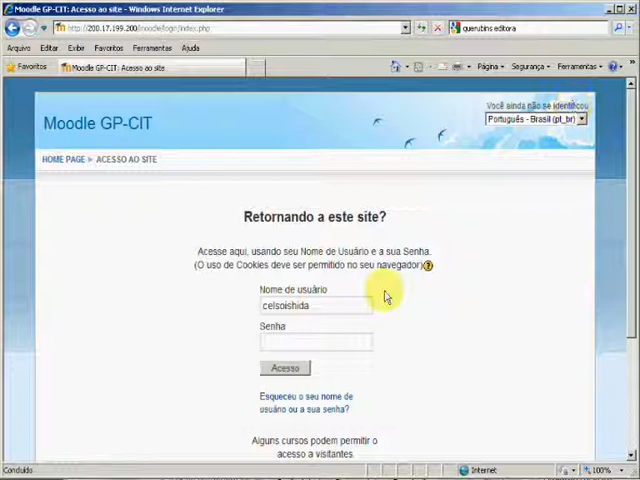 Moodle GP-CIT: Acesso ao site - Windows Internet Explorer
http://200.17.199.200/moodle/login/index.php
querubins editora
Arquivo Editar Exibir Favoritos Ferramentas Ajuda
Favoritos Moodle GP-CIT: Acesso ao site Página Segurança Ferramentas
Você ainda não se identificou
Moodle GP-CIT
Português - Brasil (pt_br)
HOME PAGE ► ACESSO AO SITE
Retornando a este site?
Acesse aqui, usando seu Nome de Usuário e a sua Senha.
(O uso de Cookies deve ser permitido no seu navegador)
Nome de usuário
celsoishida
Senha
Acesso
Esqueceu o seu nome de
usuário ou a sua senha?
Alguns cursos podem permitir o
acesso a visitantes
Concluído Internet 100%